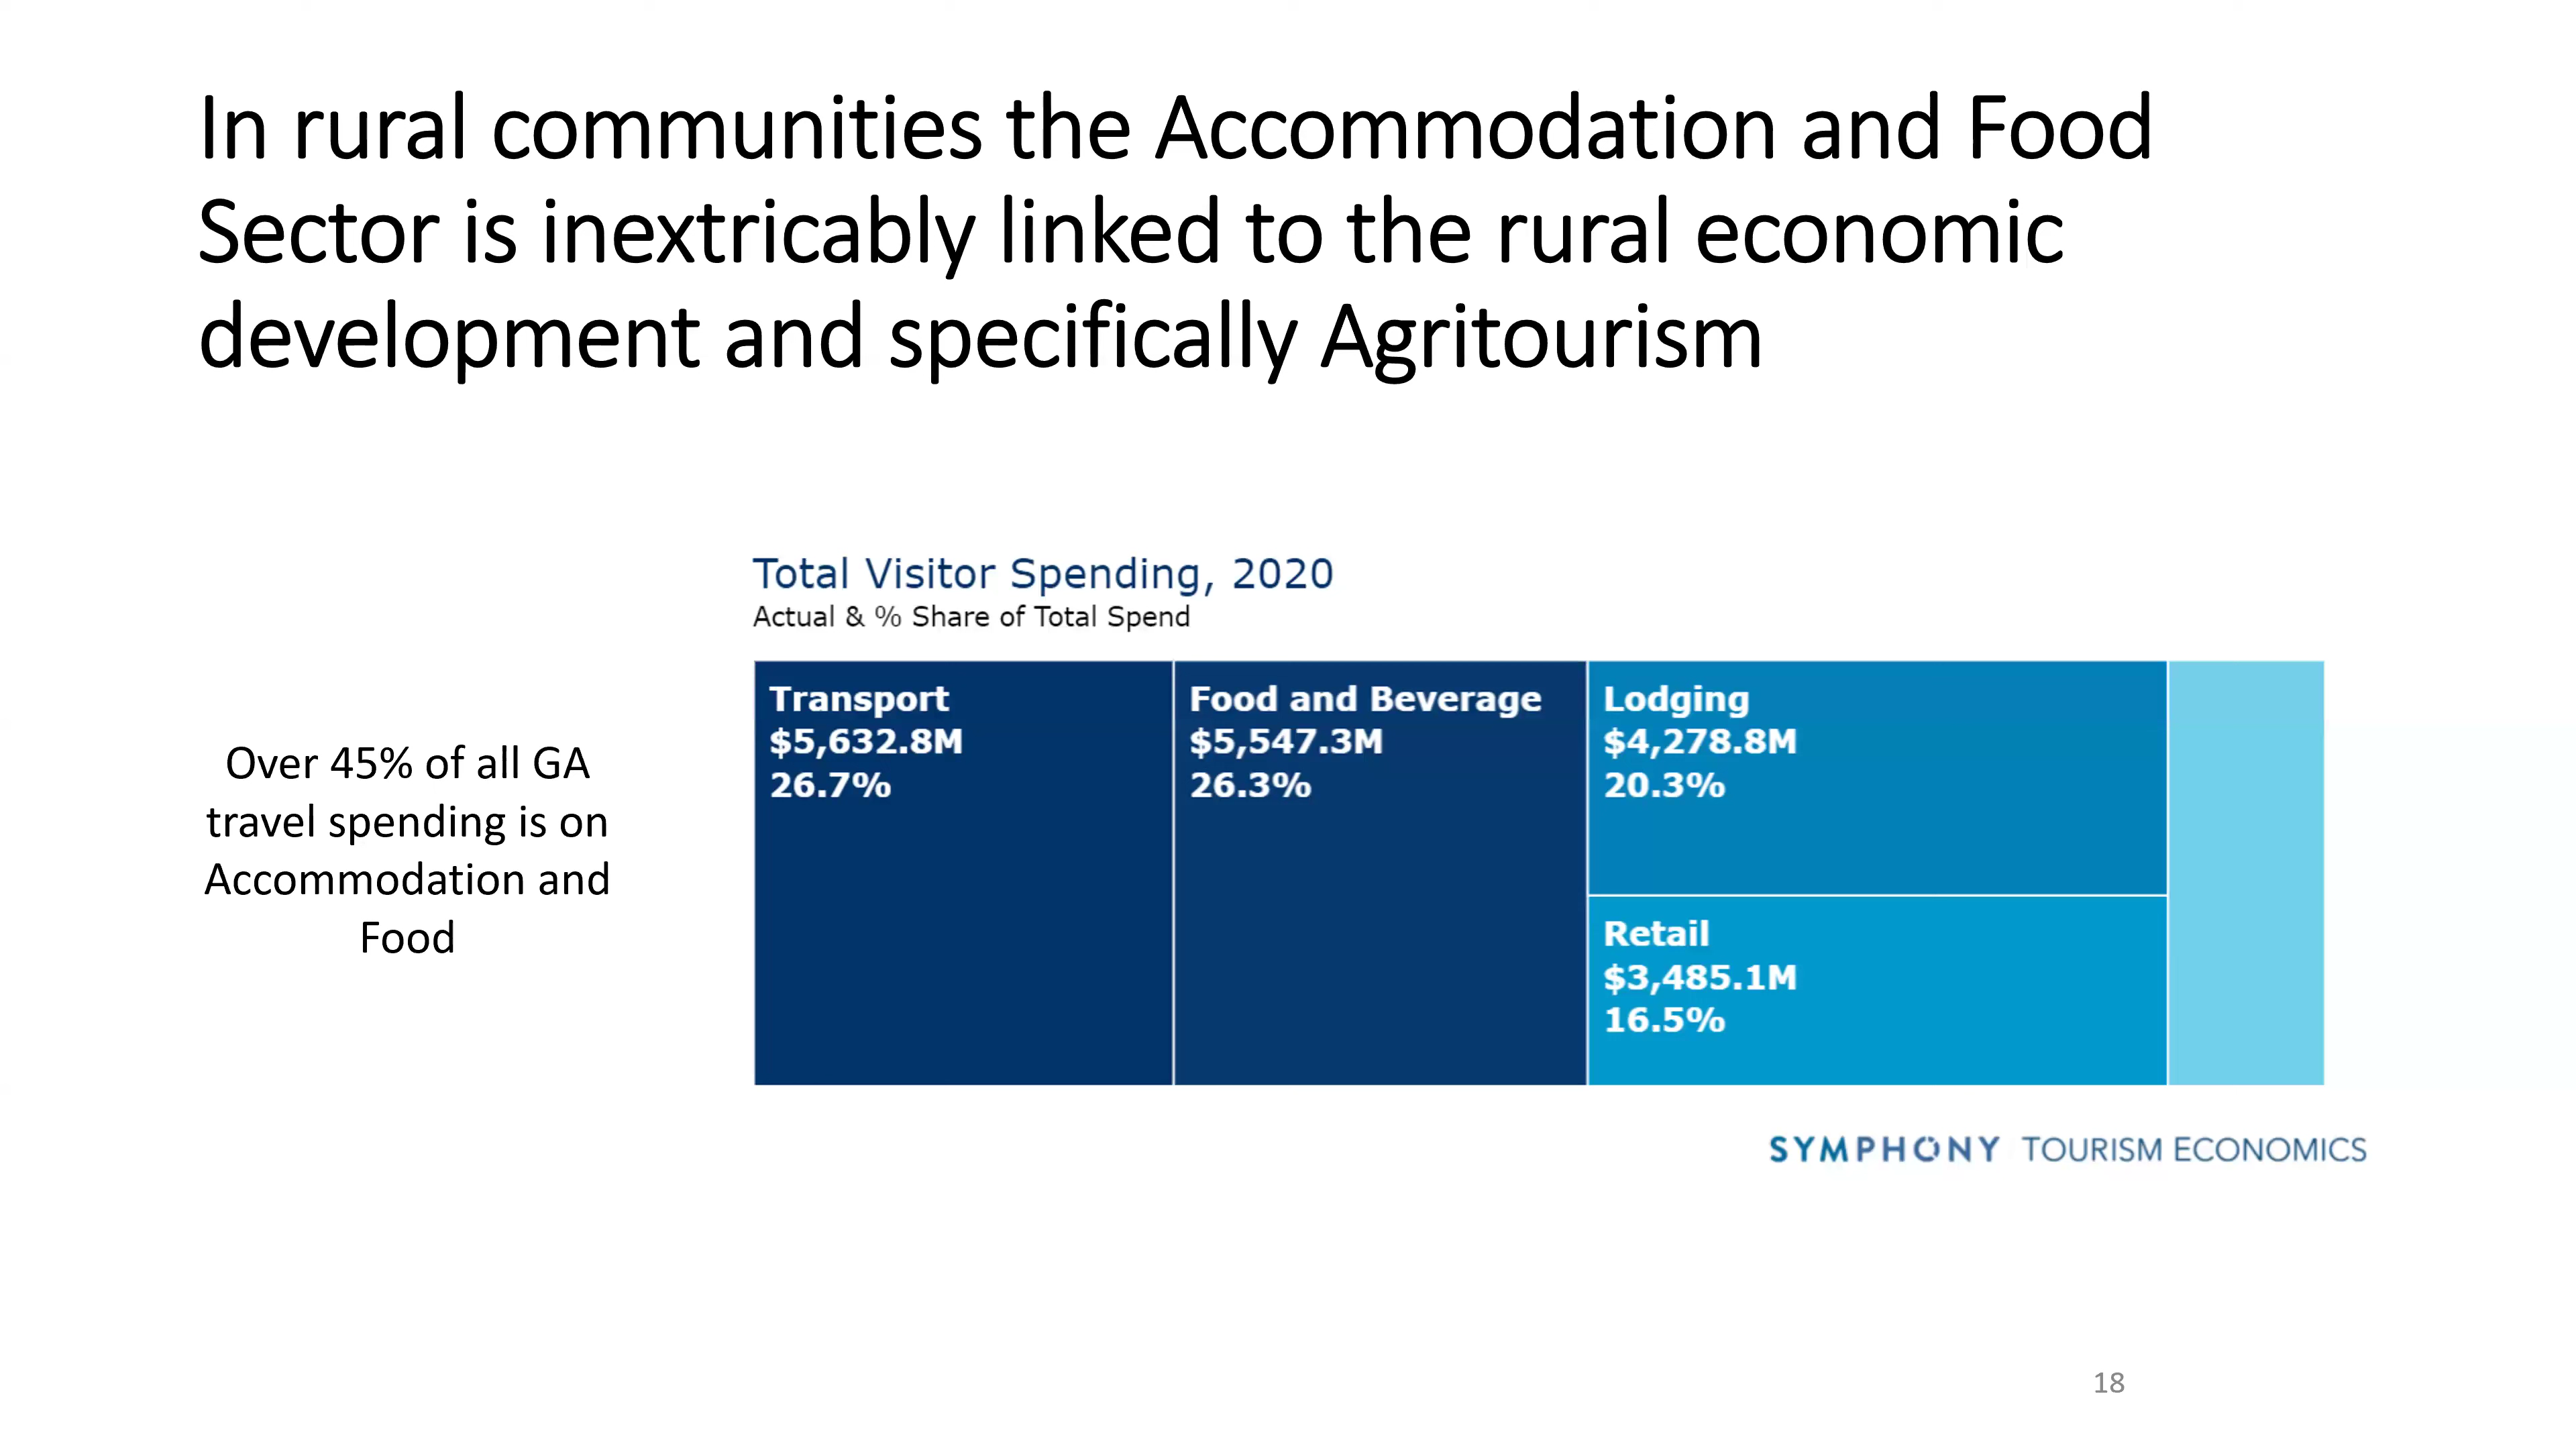 In rural communities the Accommodation and Food
Sector is inextricably linked to the rural economic
development and specifically Agritourism
Total Visitor Spending, 2020
Actual & % Share of Total Spend
Over 45% of all GA
travel spending is on
Accommodation and
Food
Transport
$5,632.8M
26.7%
Food and Beverage
$5,547.3M
26.3%
Lodging
$4,278.8M
20.3%
Retail
$3,485.1M
16.5%
SYMPHONY TOURISM ECONOMICS
18